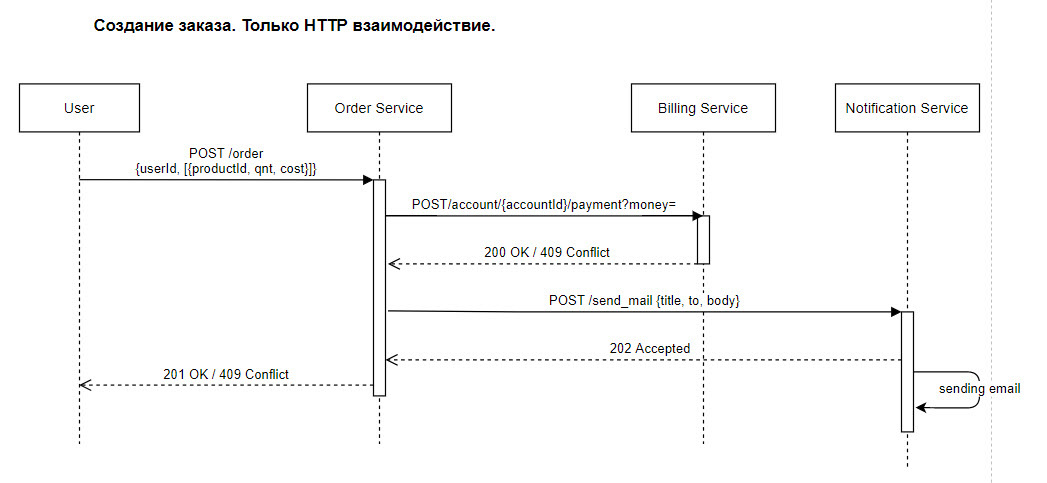 Создание заказа. Только HTTP взаимодействие.
User
Order Service
Billing Service
Notification Service
POST /order
{userId, [{productId, qnt, cost}]}
POST/account/{accountId}/payment?money=
200 OK / 409 Conflict
POST /send_mail {title, to, body}
202 Accepted
201 OK / 409 Conflict
sending email